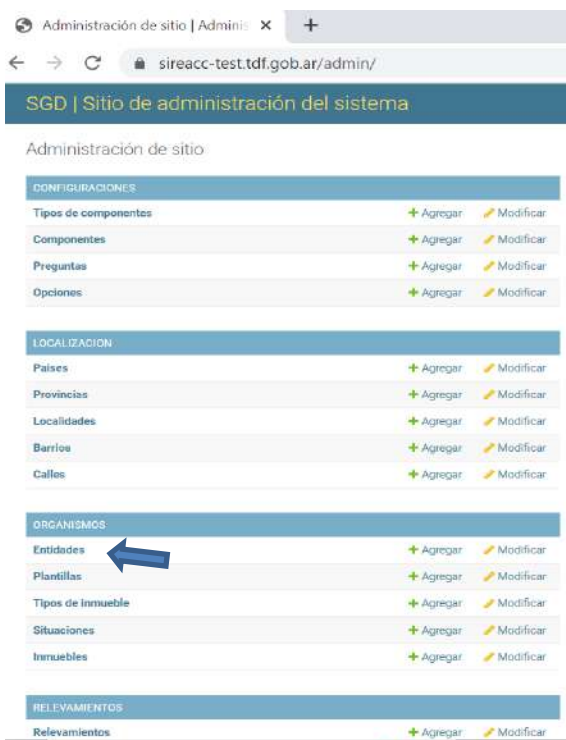 Administración de sitio | Adminis
sireacc-test.tdf.gob.ar/admin/
SGD | Sitio de administración del sistema
Administración de sitio
CONFIGURACIONES
Tipos de componentes Agregar Modificar
Componentes Agregar Modificar
Preguntas Agregar Modificar
Opciones Agregar Modificar
LOCALIZACION
Paises Agregar Modificar
Provincias Agregar Modificar
Localidades Agregar Modificar
Barrios Agregar Modificar
Calles Agregar Modificar
ORGANISMOS
Entidades Agregar Modificar
Plantillas Agregar Modificar
Tipos de inmueble Agregar Modificar
Situaciones Agregar Modificar
Inmuebles Agregar Modificar
RELEVAMIENTOS
Relevamientos Agregar Modificar